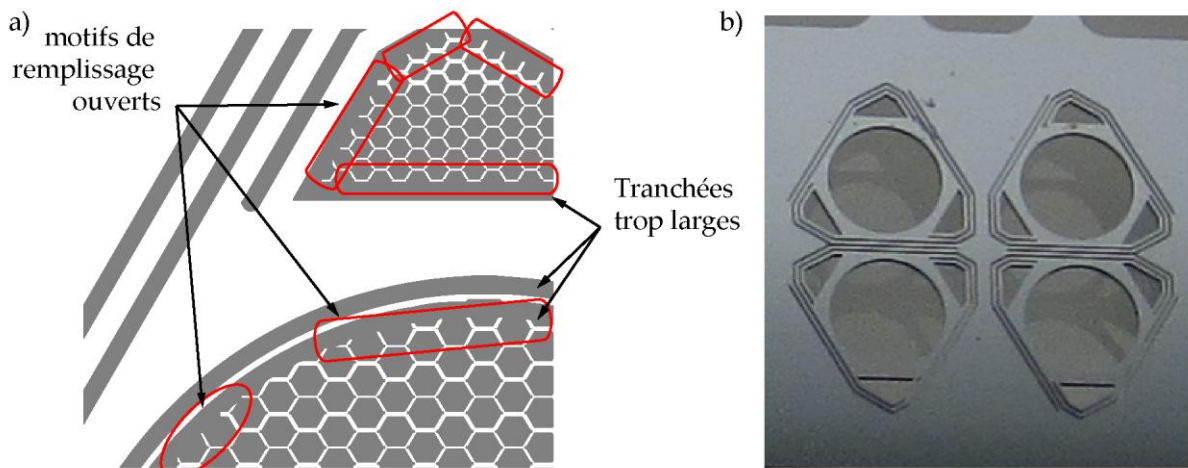 a)
motifs de
remplissage
ouverts
Tranchées
trop larges
b)